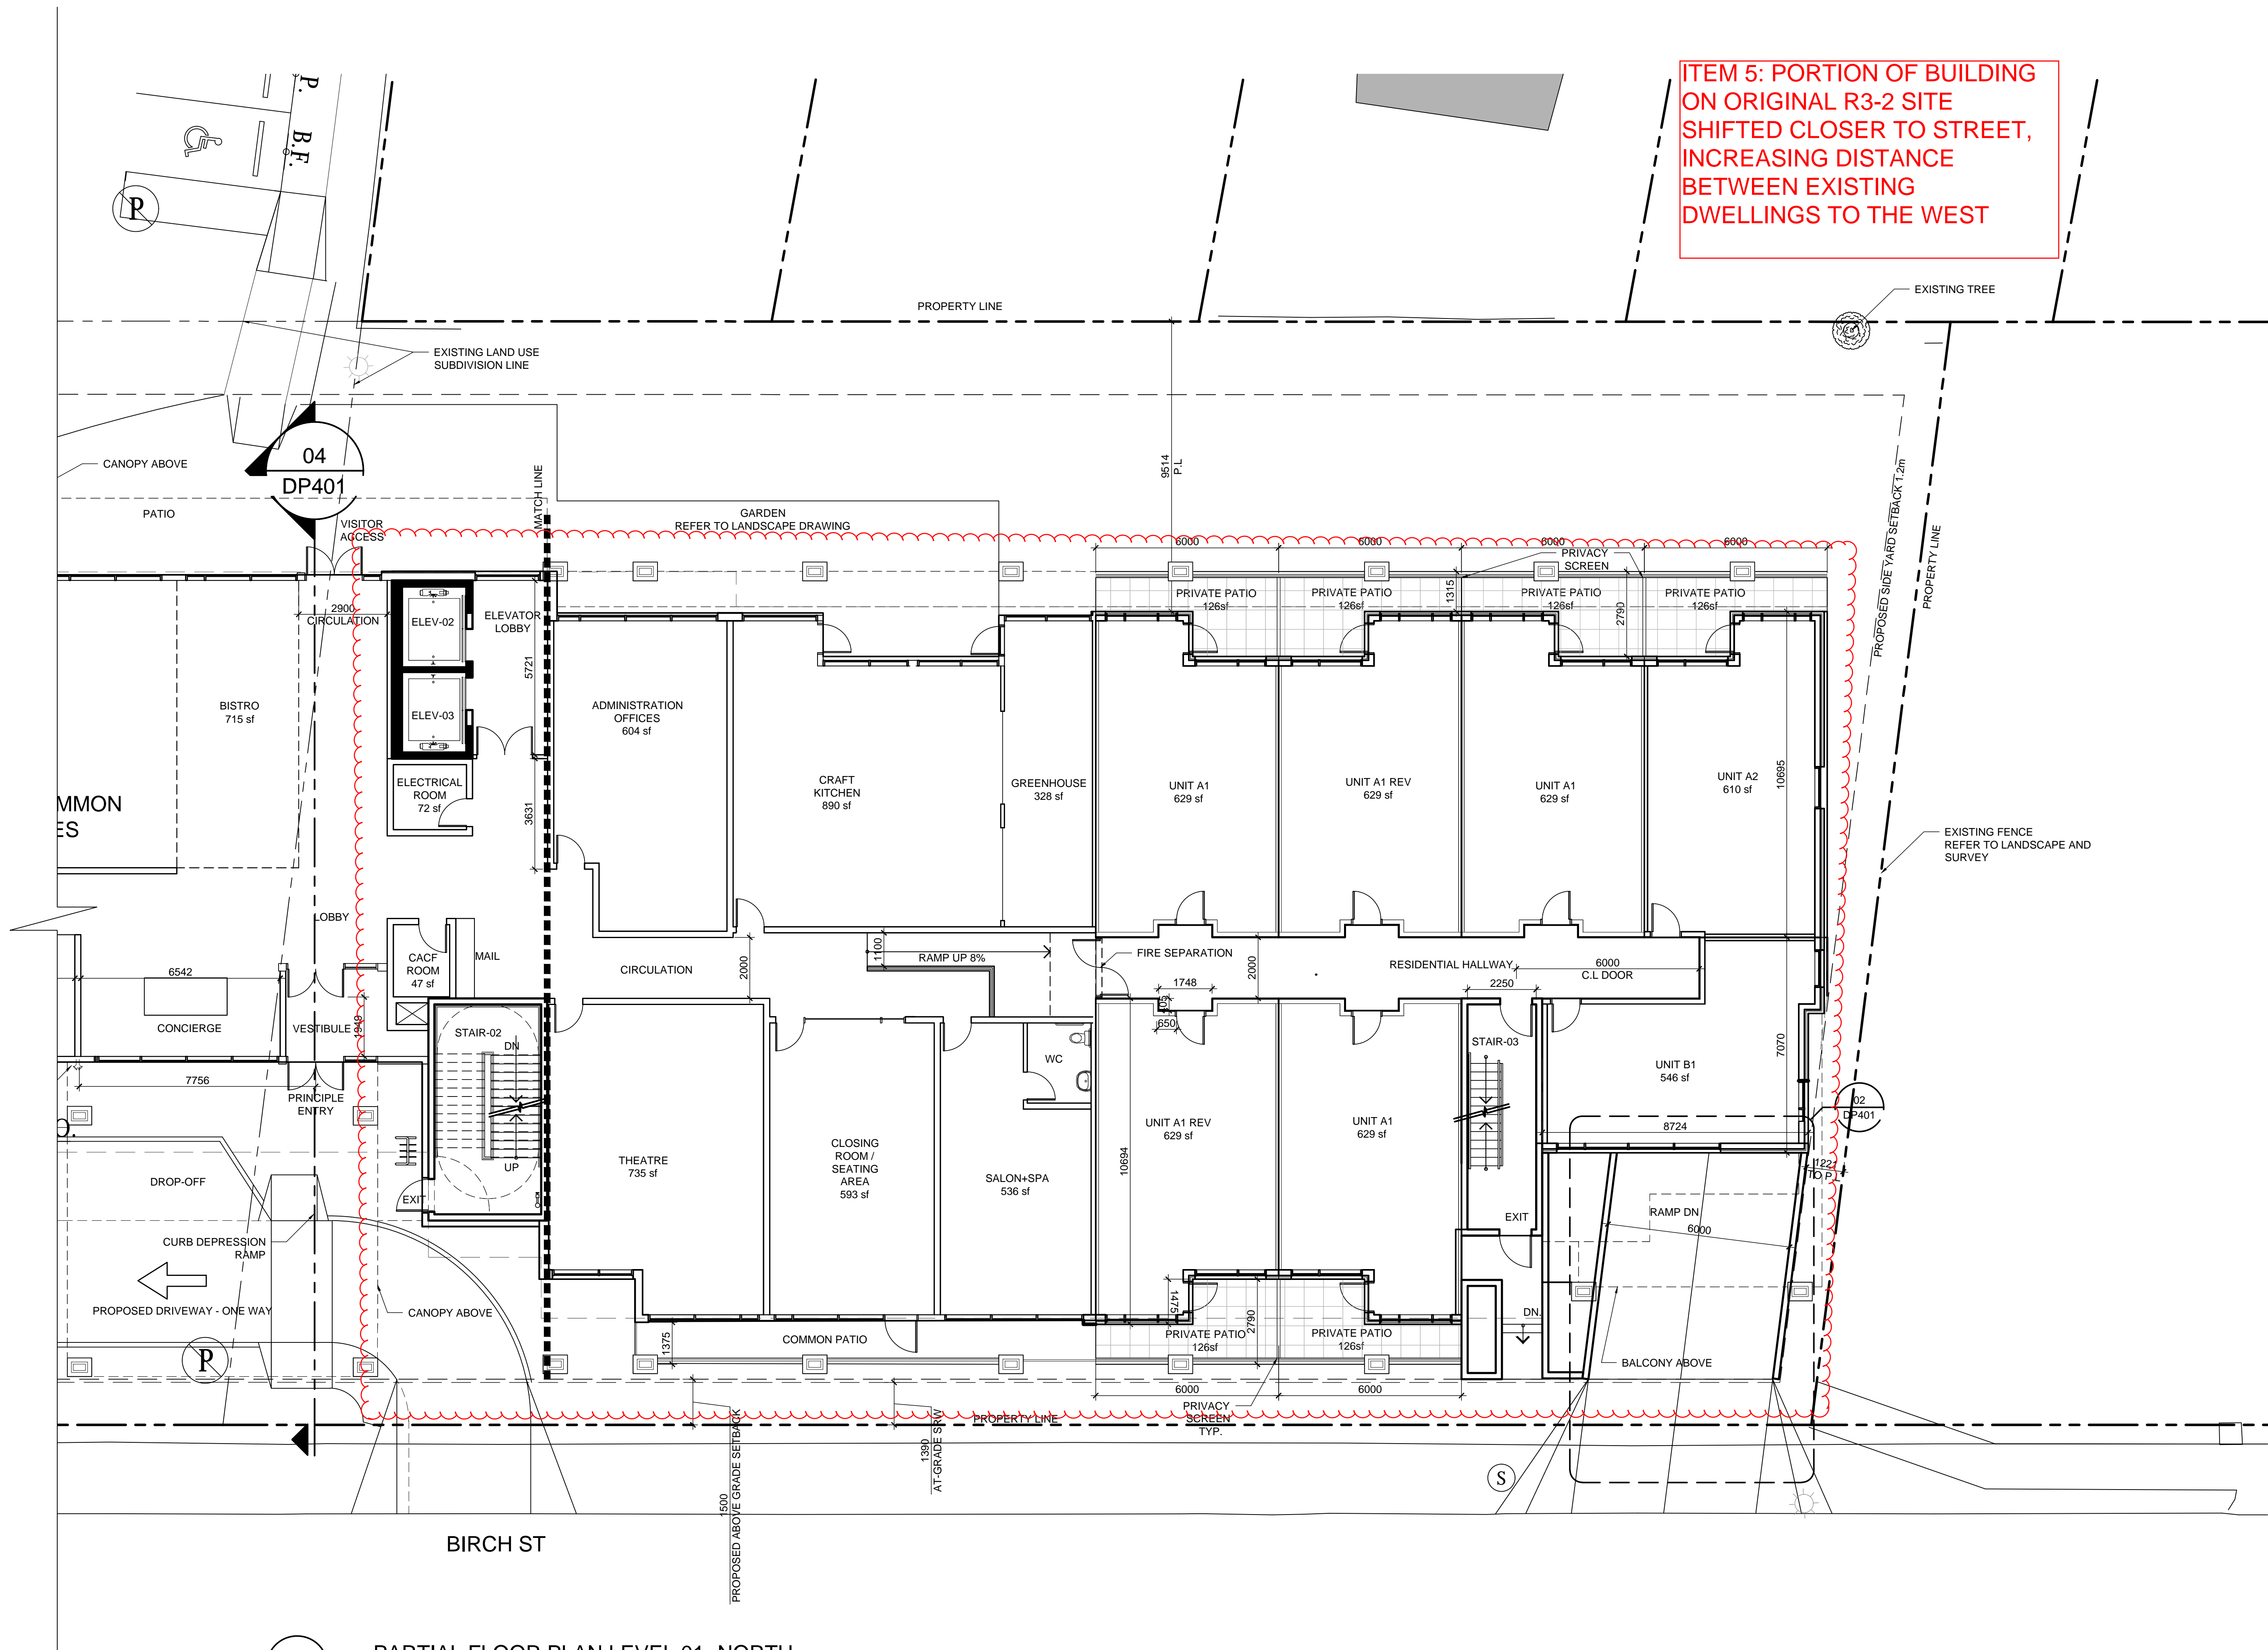 ITEM 5: PORTION OF BUILDING
ON ORIGINAL R3-2 SITE
SHIFTED CLOSER TO STREET,
INCREASING DISTANCE
BETWEEN EXISTING
DWELLINGS TO THE WEST
P.
B.F.
P
EXISTING TREE
PROPERTY LINE
EXISTING LAND USE
SUBDIVISION LINE
CANOPY ABOVE
04
DP401
PATIO
VISITOR
ACCESS
MATCH LINE
GARDEN
REFER TO LANDSCAPE DRAWING
9514
P.L
PROPOSED SIDE YARD SETBACK 1.2m
PROPERTY LINE
6000
6000
6000
6000
PRIVACY
SCREEN
PRIVATE PATIO
126sf
PRIVATE PATIO
126sf
PRIVATE PATIO
126sf
PRIVATE PATIO
126sf
1315
2790
2900
CIRCULATION
ELEV-02
ELEVATOR
LOBBY
5721
ELEV-03
BISTRO
715 sf
ADMINISTRATION
OFFICES
604 sf
CRAFT
KITCHEN
890 sf
GREENHOUSE
328 sf
UNIT A1
629 sf
UNIT A1 REV
629 sf
UNIT A1
629 sf
UNIT A2
610 sf
10695
ELECTRICAL
ROOM
72 sf
3631
MMON
ES
EXISTING FENCE
REFER TO LANDSCAPE AND
SURVEY
LOBBY
CACF
ROOM
47 sf
MAIL
CIRCULATION
2000
1100
RAMP UP 8%
FIRE SEPARATION
2000
RESIDENTIAL HALLWAY
6000
C.L DOOR
6542
CONCIERGE
VESTIBULE
1949
1748
405
650
2250
STAIR-02
DN
UP
WC
STAIR-03
UNIT B1
546 sf
7070
7756
PRINCIPLE
ENTRY
O.
02
DP401
8724
UNIT A1 REV
629 sf
UNIT A1
629 sf
10694
THEATRE
735 sf
CLOSING
ROOM /
SEATING
AREA
593 sf
SALON+SPA
536 sf
1221
TO P.L
DROP-OFF
EXIT
EXIT
RAMP DN
6000
CURB DEPRESSION
RAMP
PROPOSED DRIVEWAY - ONE WAY
CANOPY ABOVE
COMMON PATIO
1375
1475
2790
PRIVATE PATIO
126sf
PRIVATE PATIO
126sf
DN.
BALCONY ABOVE
P
6000
6000
PRIVACY
SCREEN
TYP.
PROPERTY LINE
1500
PROPOSED ABOVE GRADE SETBACK
1390
AT-GRADE SRW
S
BIRCH ST
PARTIAL FLOOR PLAN LEVEL 01- NORTH